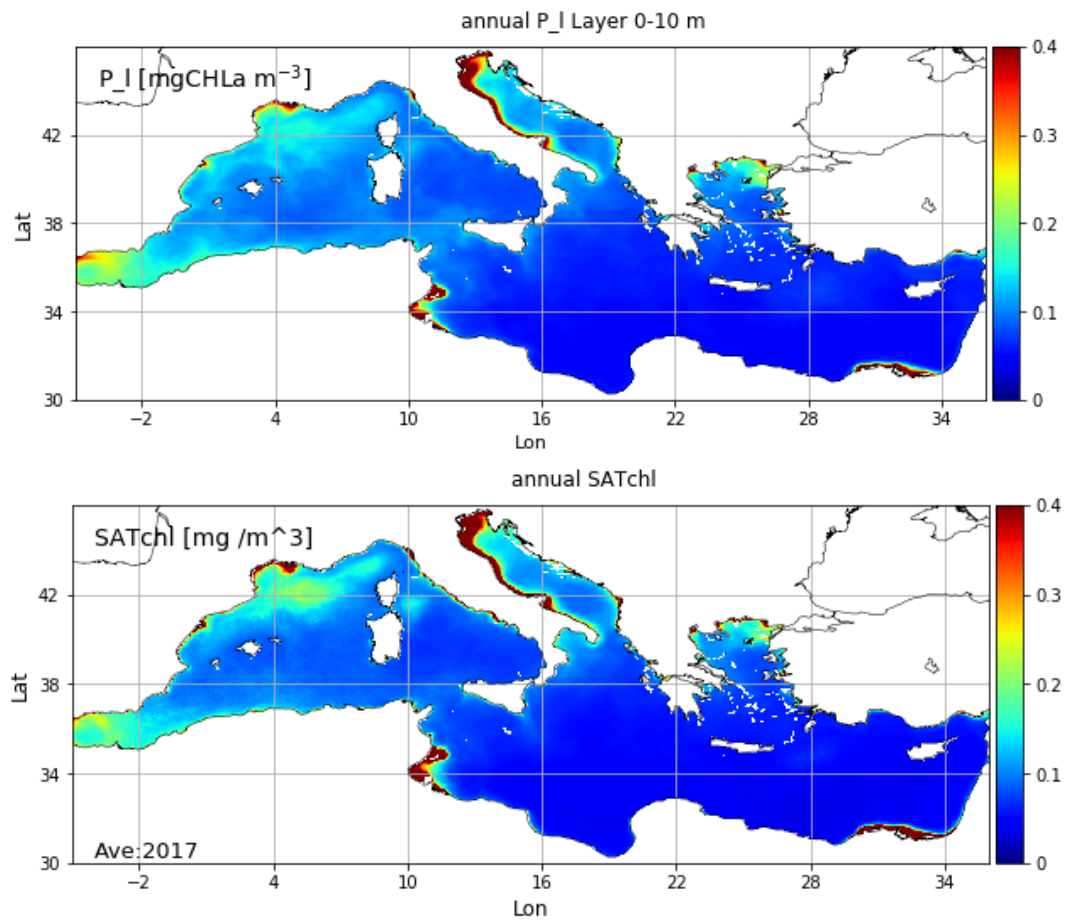 annual P_l Layer 0-10 m
P_l [mgCHLa m⁻³]
0.4
0.3
0.2
0.1
0
42
38
34
30
Lat
−2 4 10 16 22 28 34
Lon
annual SATchl
SATchl [mg /m^3]
0.4
0.3
0.2
0.1
0
42
38
34
30
Lat
Ave:2017
−2 4 10 16 22 28 34
Lon